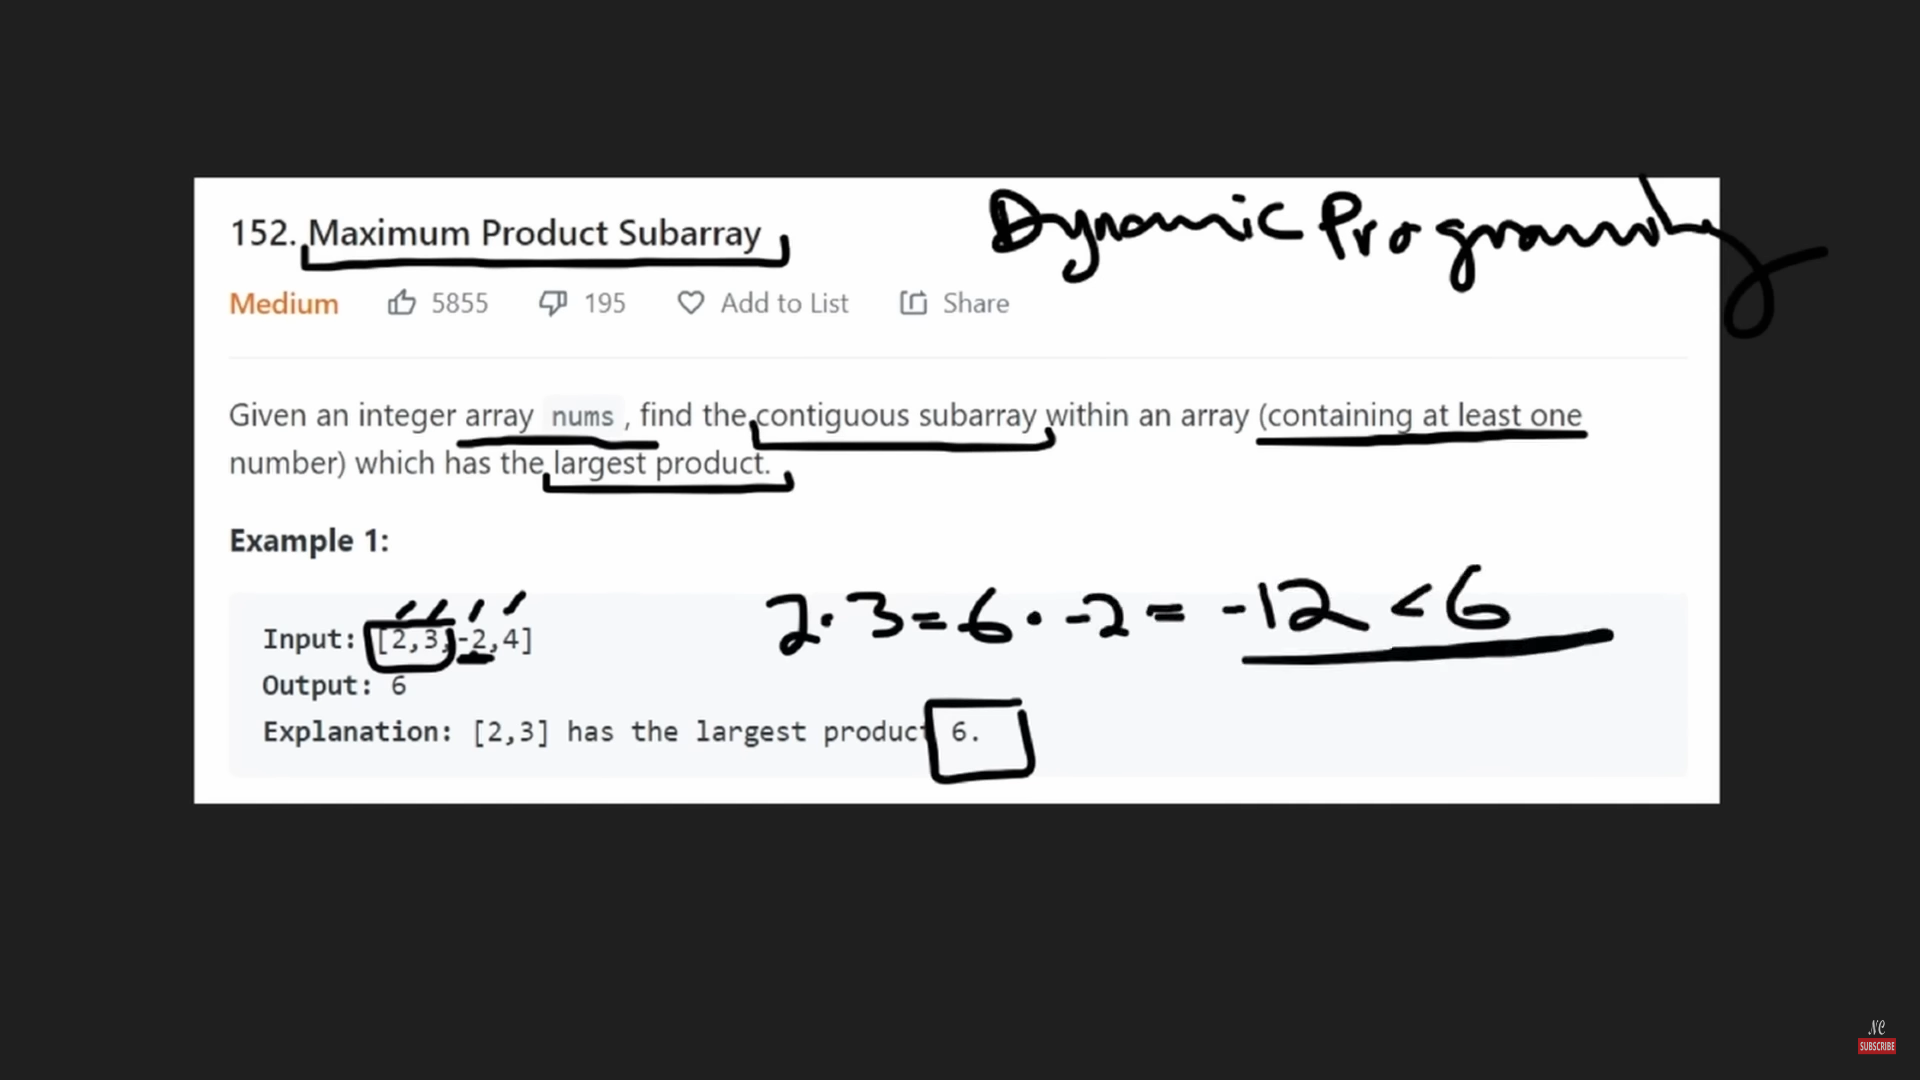 152. Maximum Product Subarray
Dynamic Programming
Medium 5855 195 Add to List Share
Given an integer array nums , find the contiguous subarray within an array (containing at least one
number) which has the largest product.
Example 1:
2·3=6·-2= -12 <6
Input: [2,3,-2,4]
Output: 6
Explanation: [2,3] has the largest product 6.
NC
SUBSCRIBE